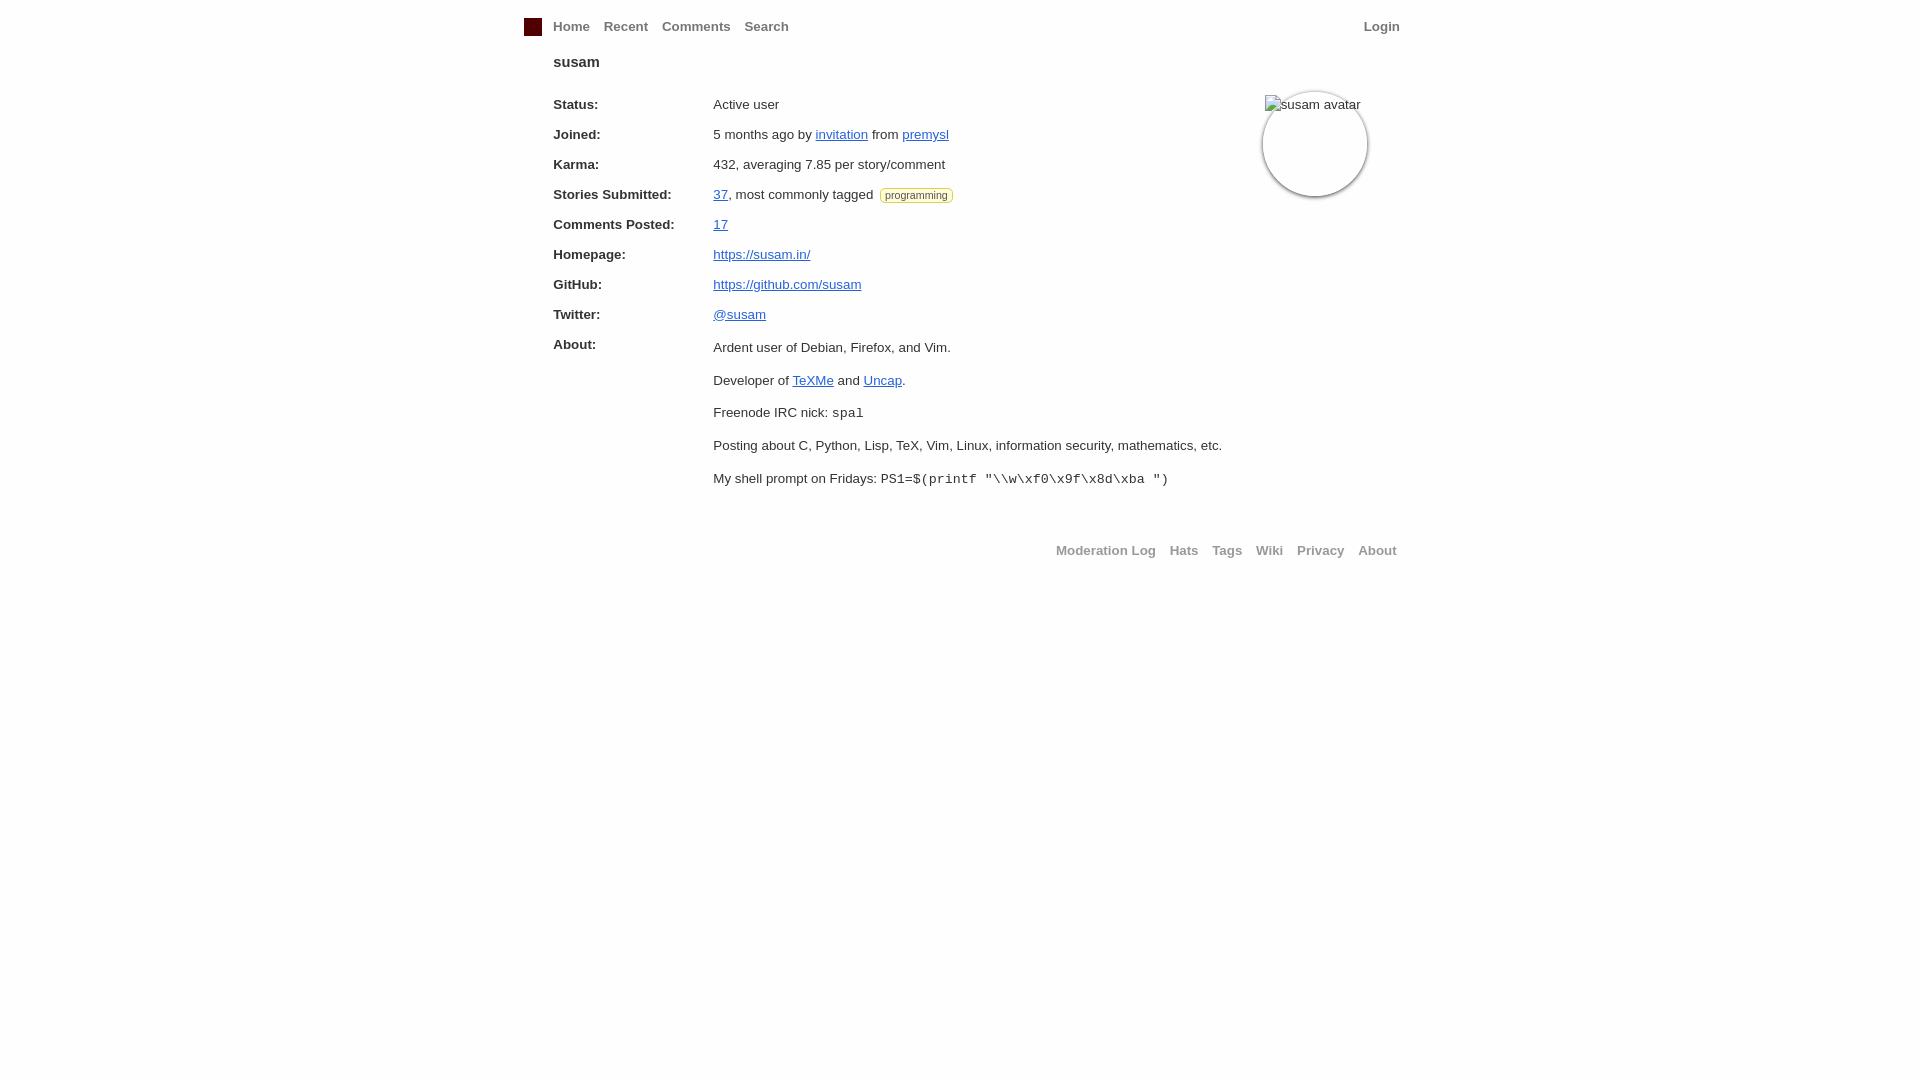 Home Recent Comments Search Login
susam
Status: Active user
susam avatar
Joined: 5 months ago by invitation from premysl
Karma: 432, averaging 7.85 per story/comment
Stories Submitted: 37, most commonly tagged programming
Comments Posted: 17
Homepage: https://susam.in/
GitHub: https://github.com/susam
Twitter: @susam
About: Ardent user of Debian, Firefox, and Vim.
Developer of TeXMe and Uncap.
Freenode IRC nick: spal
Posting about C, Python, Lisp, TeX, Vim, Linux, information security, mathematics, etc.
My shell prompt on Fridays: PS1=$(printf "\\w\xf0\x9f\x8d\xba ")
Moderation Log Hats Tags Wiki Privacy About